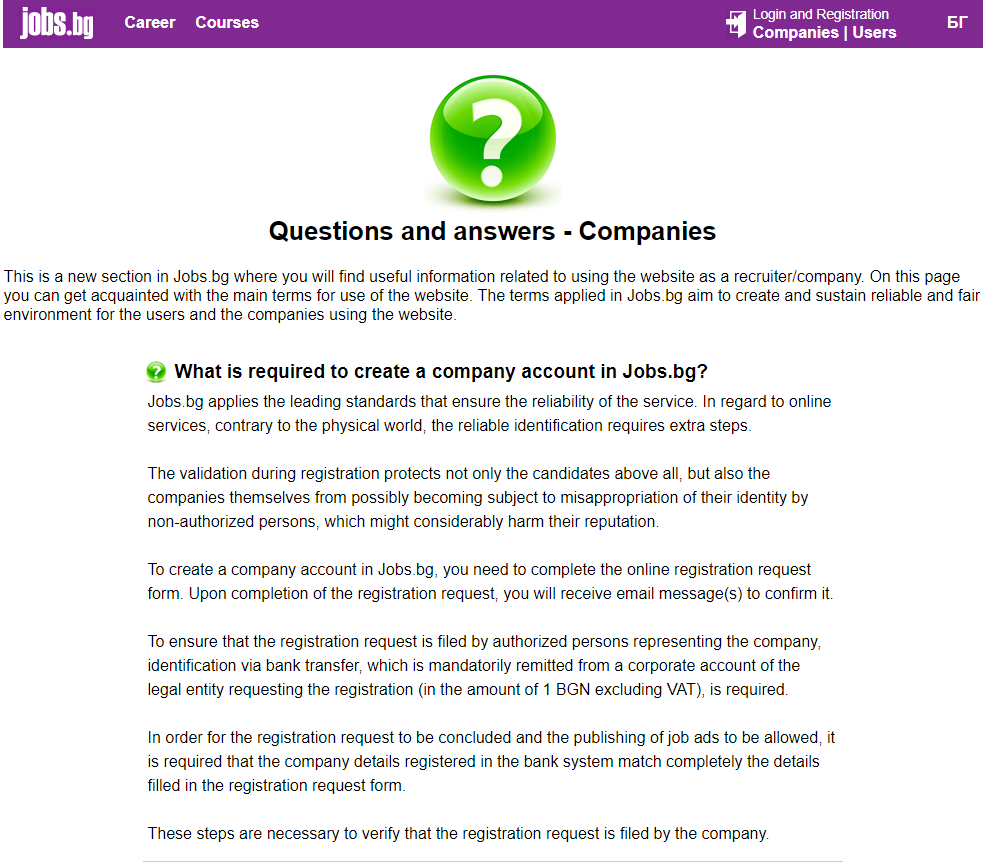 jobs.bg
Career Courses
Login and Registration
Companies | Users
БГ
?
Questions and answers - Companies
This is a new section in Jobs.bg where you will find useful information related to using the website as a recruiter/company. On this page
you can get acquainted with the main terms for use of the website. The terms applied in Jobs.bg aim to create and sustain reliable and fair
environment for the users and the companies using the website.
? What is required to create a company account in Jobs.bg?
Jobs.bg applies the leading standards that ensure the reliability of the service. In regard to online
services, contrary to the physical world, the reliable identification requires extra steps.
The validation during registration protects not only the candidates above all, but also the
companies themselves from possibly becoming subject to misappropriation of their identity by
non-authorized persons, which might considerably harm their reputation.
To create a company account in Jobs.bg, you need to complete the online registration request
form. Upon completion of the registration request, you will receive email message(s) to confirm it.
To ensure that the registration request is filed by authorized persons representing the company,
identification via bank transfer, which is mandatorily remitted from a corporate account of the
legal entity requesting the registration (in the amount of 1 BGN excluding VAT), is required.
In order for the registration request to be concluded and the publishing of job ads to be allowed, it
is required that the company details registered in the bank system match completely the details
filled in the registration request form.
These steps are necessary to verify that the registration request is filed by the company.